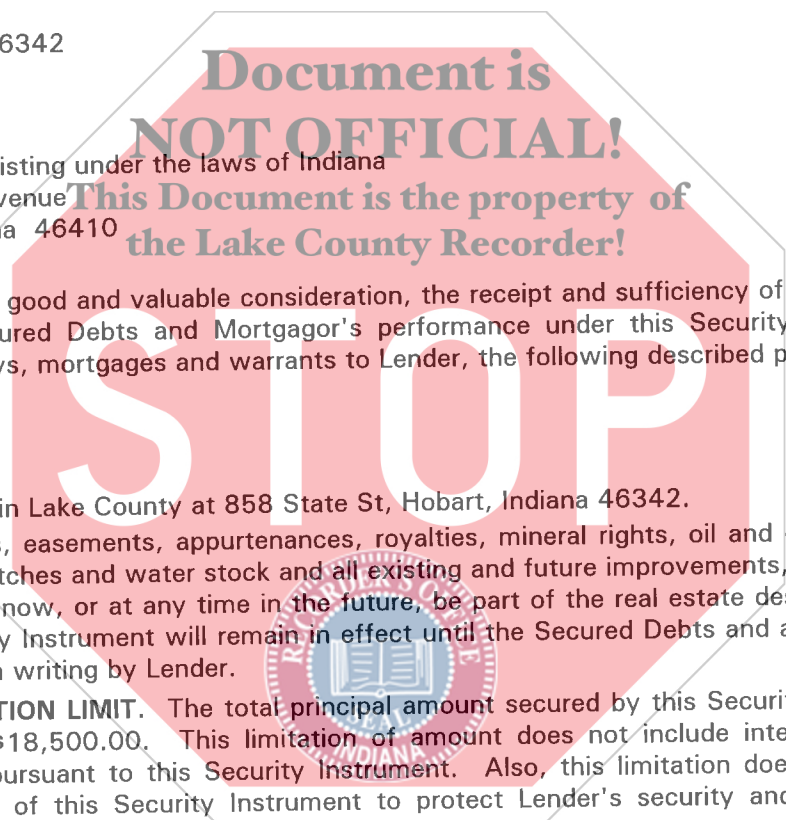 6342
Document is
NOT OFFICIAL!
isting under the laws of Indiana
venue
This Document is the property of
a 46410
the Lake County Recorder!
good and valuable consideration, the receipt and sufficiency of
ured Debts and Mortgagor's performance under this Security
s, mortgages and warrants to Lender, the following described p
STOP
in Lake County at 858 State St, Hobart, Indiana 46342.
, easements, appurtenances, royalties, mineral rights, oil and
tches and water stock and all existing and future improvements,
now, or at any time in the future, be part of the real estate de
y Instrument will remain in effect until the Secured Debts and a
writing by Lender.
TION LIMIT. The total principal amount secured by this Securi
$18,500.00. This limitation of amount does not include inte
ursuant to this Security Instrument. Also, this limitation doe
of this Security Instrument to protect Lender's security and
RECORDER'S OFFICE
SEAL
INDIANA